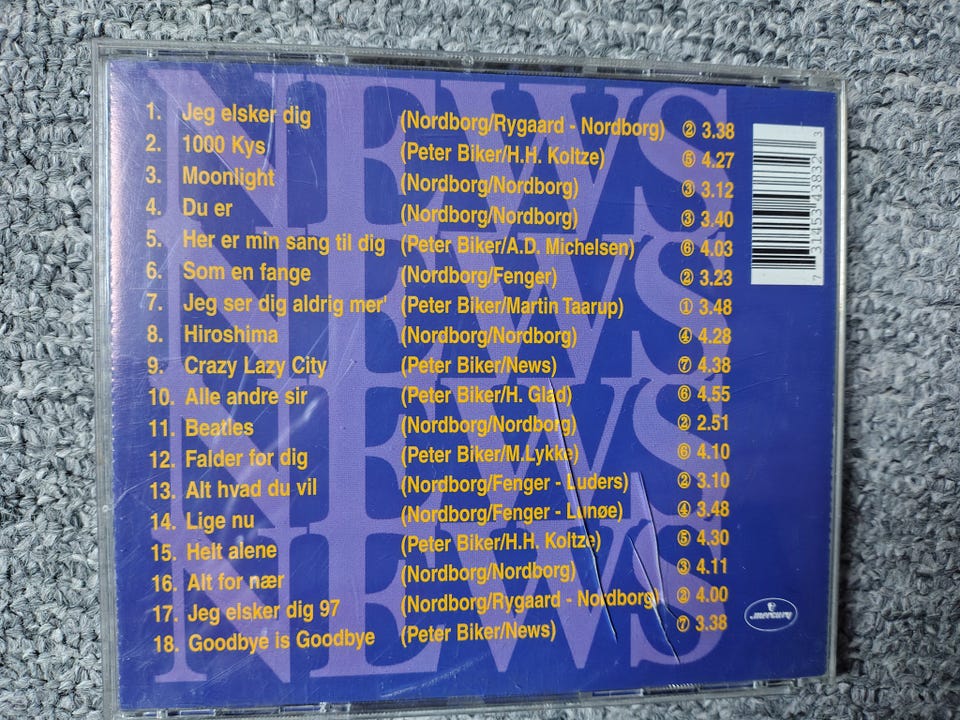 NEWS
NEWS
NEWS
NEWS
1. Jeg elsker dig (Nordborg/Rygaard - Nordborg) ② 3.38
2. 1000 Kys (Peter Biker/H.H. Koltze) ⑤ 4.27
3. Moonlight (Nordborg/Nordborg) ③ 3.12
4. Du er (Nordborg/Nordborg) ③ 3.40
5. Her er min sang til dig (Peter Biker/A.D. Michelsen) ⑥ 4.03
6. Som en fange (Nordborg/Fenger) ② 3.23
7. Jeg ser dig aldrig mer' (Peter Biker/Martin Taarup) ① 3.48
8. Hiroshima (Nordborg/Nordborg) ④ 4.28
9. Crazy Lazy City (Peter Biker/News) ⑦ 4.38
10. Alle andre sir (Peter Biker/H. Glad) ⑥ 4.55
11. Beatles (Nordborg/Nordborg) ② 2.51
12. Falder for dig (Peter Biker/M.Lykke) ⑥ 4.10
13. Alt hvad du vil (Nordborg/Fenger - Luders) ② 3.10
14. Lige nu (Nordborg/Fenger - Lunøe) ④ 3.48
15. Helt alene (Peter Biker/H.H. Koltze) ⑤ 4.30
16. Alt for nær (Nordborg/Nordborg) ③ 4.11
17. Jeg elsker dig 97 (Nordborg/Rygaard - Nordborg) ② 4.00
18. Goodbye is Goodbye (Peter Biker/News) ⑦ 3.38
7 31453 43832 3
mercury